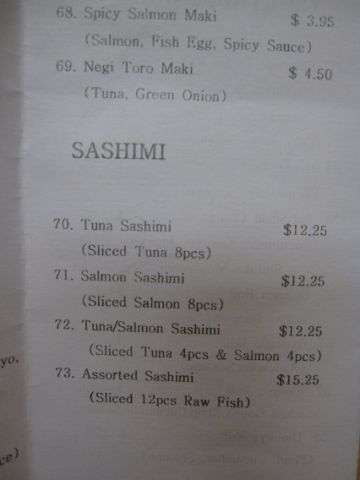 68. Spicy Salmon Maki $ 3.95
(Salmon, Fish Egg, Spicy Sauce)
69. Negi Toro Maki $ 4.50
(Tuna, Green Onion)
SASHIMI
70. Tuna Sashimi $12.25
(Sliced Tuna 8pcs)
71. Salmon Sashimi $12.25
(Sliced Salmon 8pcs)
72. Tuna/Salmon Sashimi $12.25
(Sliced Tuna 4pcs & Salmon 4pcs)
73. Assorted Sashimi $15.25
(Sliced 12pcs Raw Fish)
yo,
ce)